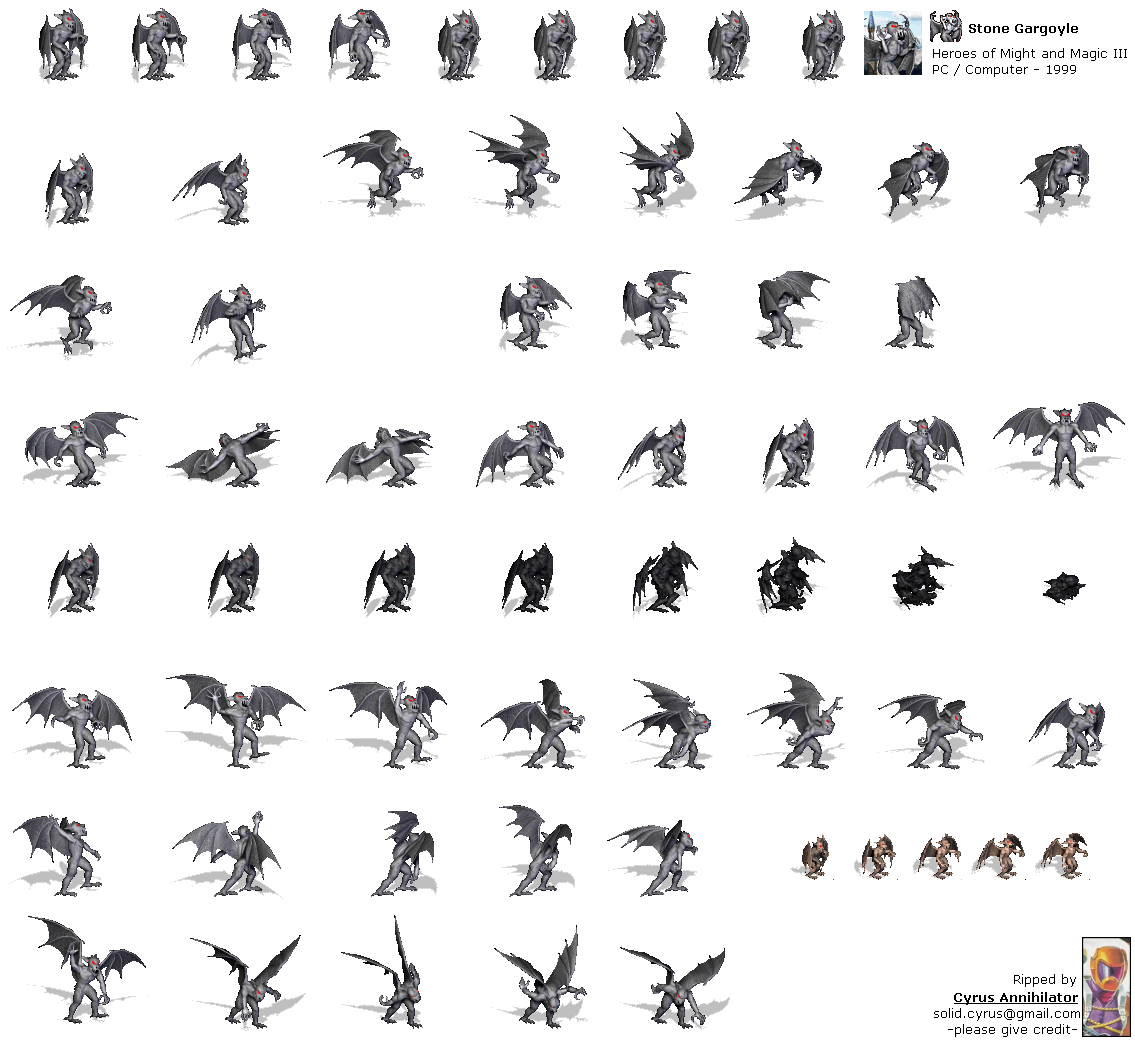 Stone Gargoyle
Heroes of Might and Magic III
PC / Computer - 1999
Ripped by
Cyrus Annihilator
solid.cyrus@gmail.com
-please give credit-